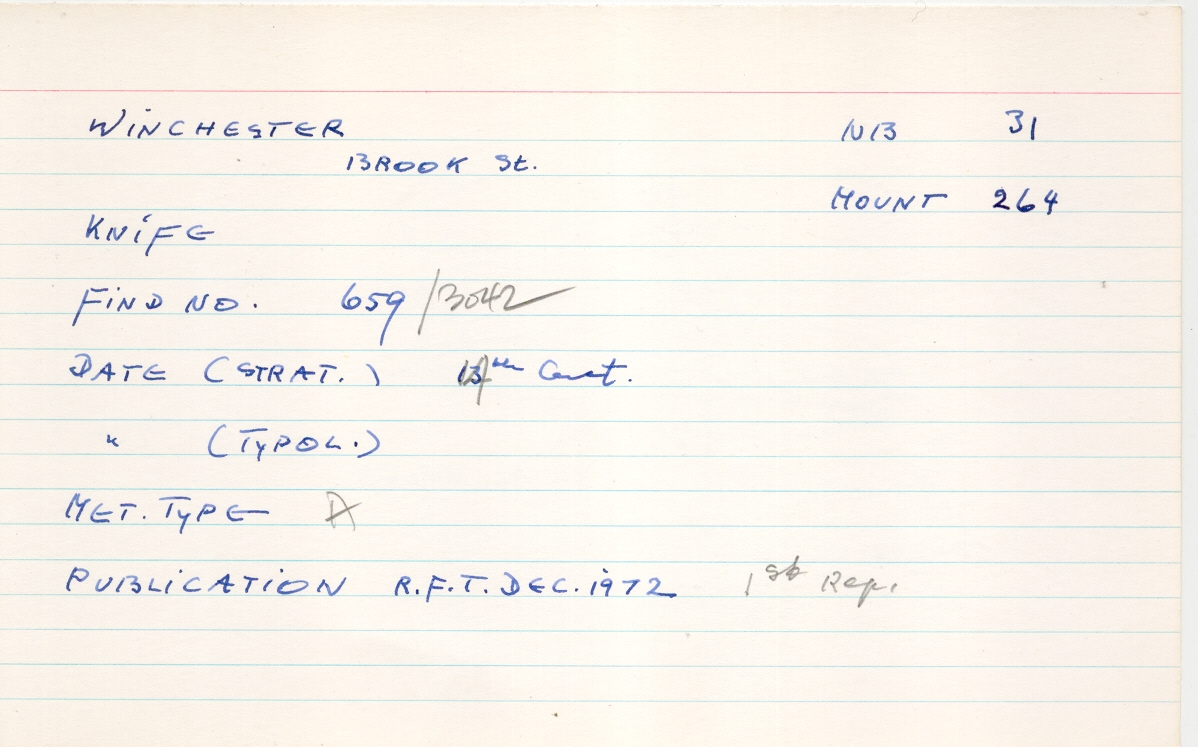 WINCHESTER NB 31
BROOK St.
MOUNT 264
KNIFE
FIND NO. 659/3042
DATE (STRAT.) th Cent.
" (TYPOL.)
MET. TYPE A
PUBLICATION R.F.T. DEC. 1972 1st Rep.